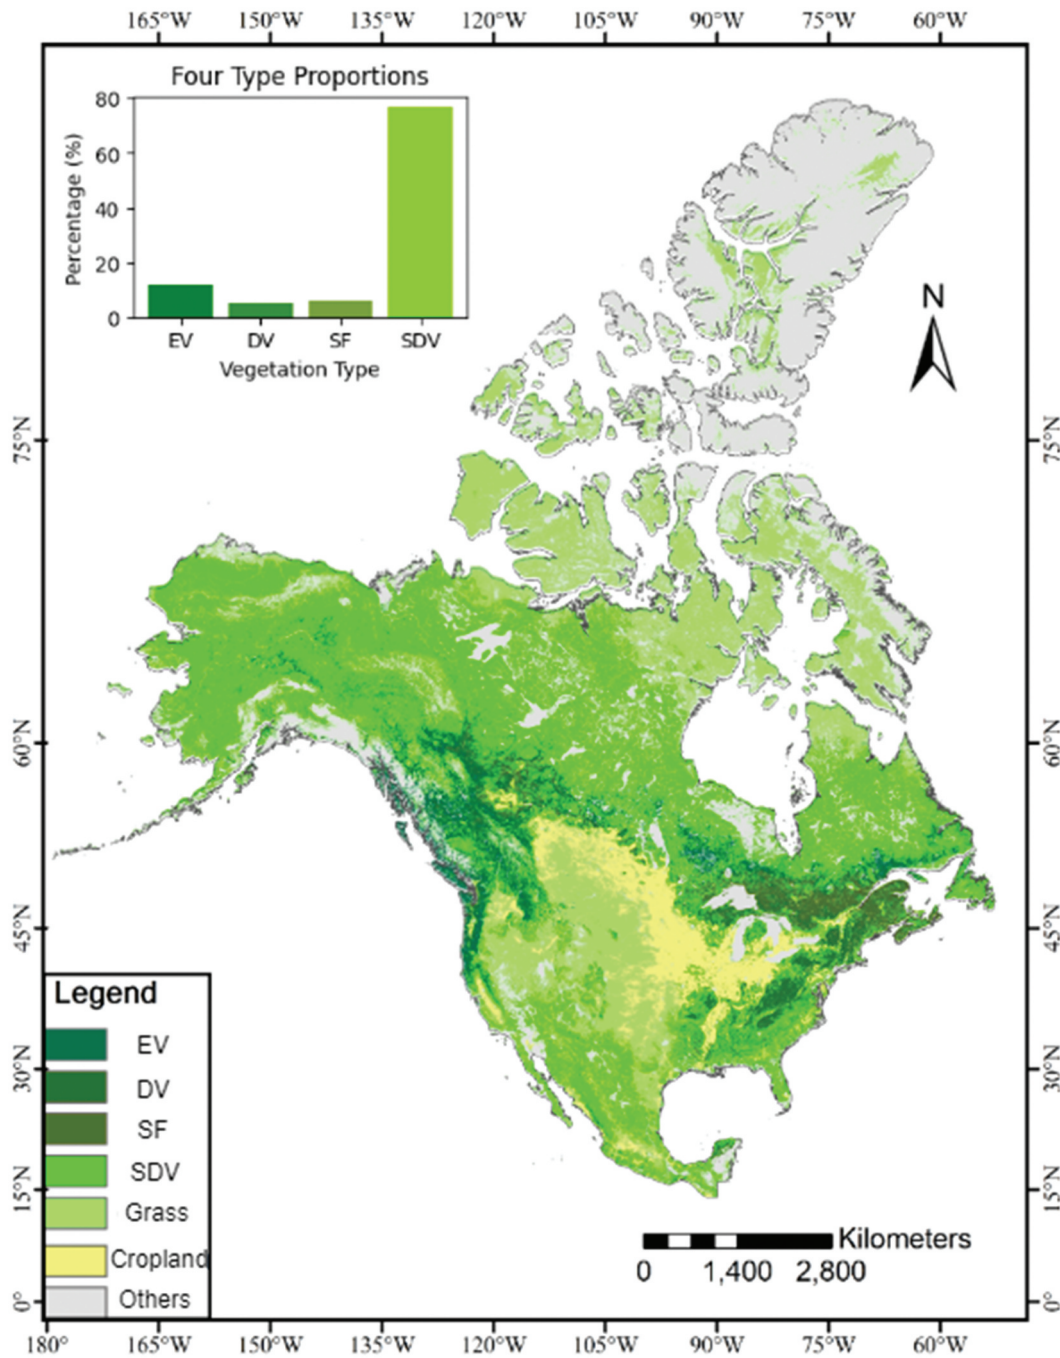 165°W 150°W 135°W 120°W 105°W 90°W 75°W 60°W
Four Type Proportions
80
60
40
20
0
Percentage (%)
EV DV SF SDV
Vegetation Type
N
75°N 75°N
60°N 60°N
45°N 45°N
30°N 30°N
15°N 15°N
0° 0°
Legend
EV
DV
SF
SDV
Grass
Cropland
Others
Kilometers
0 1,400 2,800
180° 165°W 150°W 135°W 120°W 105°W 90°W 75°W 60°W